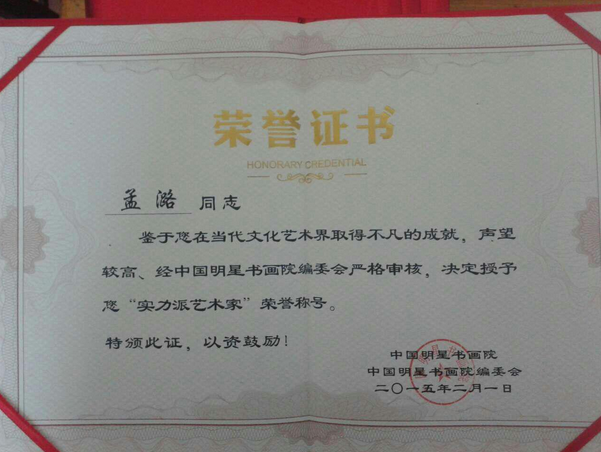 荣誉证书
HONORARY CREDENTIAL
孟潞 同志
鉴于您在当代文化艺术界取得不凡的成就，声望
较高、经中国明星书画院编委会严格审核，决定授予
您“实力派艺术家”荣誉称号。
特颁此证，以资鼓励！
中国明星书画院
中国明星书画院编委会
二〇一五年二月一日